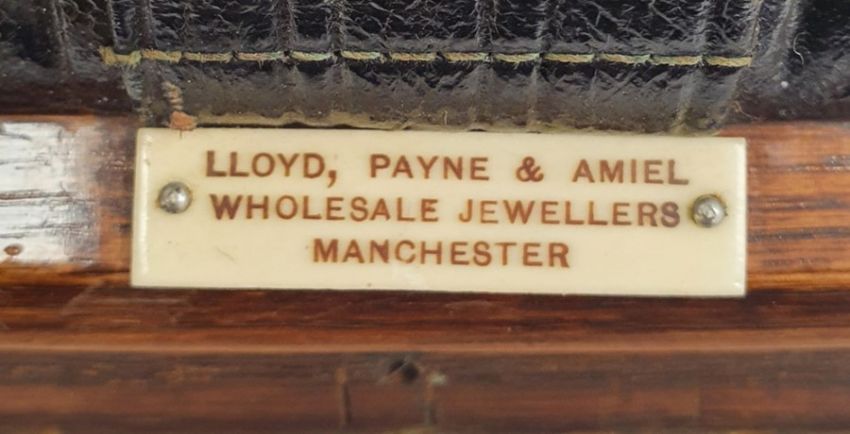 LLOYD, PAYNE & AMIEL
WHOLESALE JEWELLERS
MANCHESTER